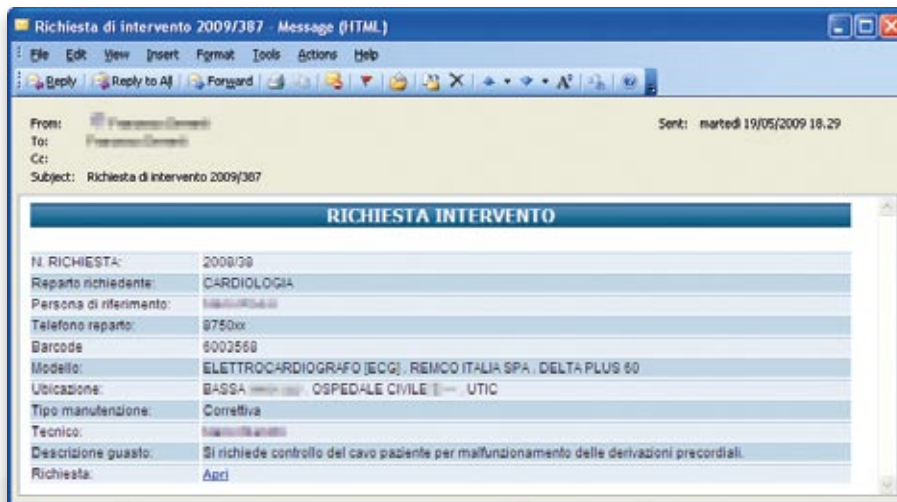 Richiesta di intervento 2009/387 - Message (HTML)
File Edit View Insert Format Tools Actions Help
Reply Reply to All Forward
From: Sent: martedì 19/05/2009 18.29
To:
Cc:
Subject: Richiesta di intervento 2009/387
RICHIESTA INTERVENTO
N. RICHIESTA: 2008/38
Reparto richiedente: CARDIOLOGIA
Persona di riferimento:
Telefono reparto: 8750xx
Barcode 6003568
Modello: ELETTROCARDIOGRAFO [ECG] , REMCO ITALIA SPA , DELTA PLUS 60
Ubicazione: BASSA , OSPEDALE CIVILE , UTIC
Tipo manutenzione: Correttiva
Tecnico:
Descrizione guasto: Si richiede controllo del cavo paziente per malfunzionamento delle derivazioni precordiali.
Richiesta: Apri